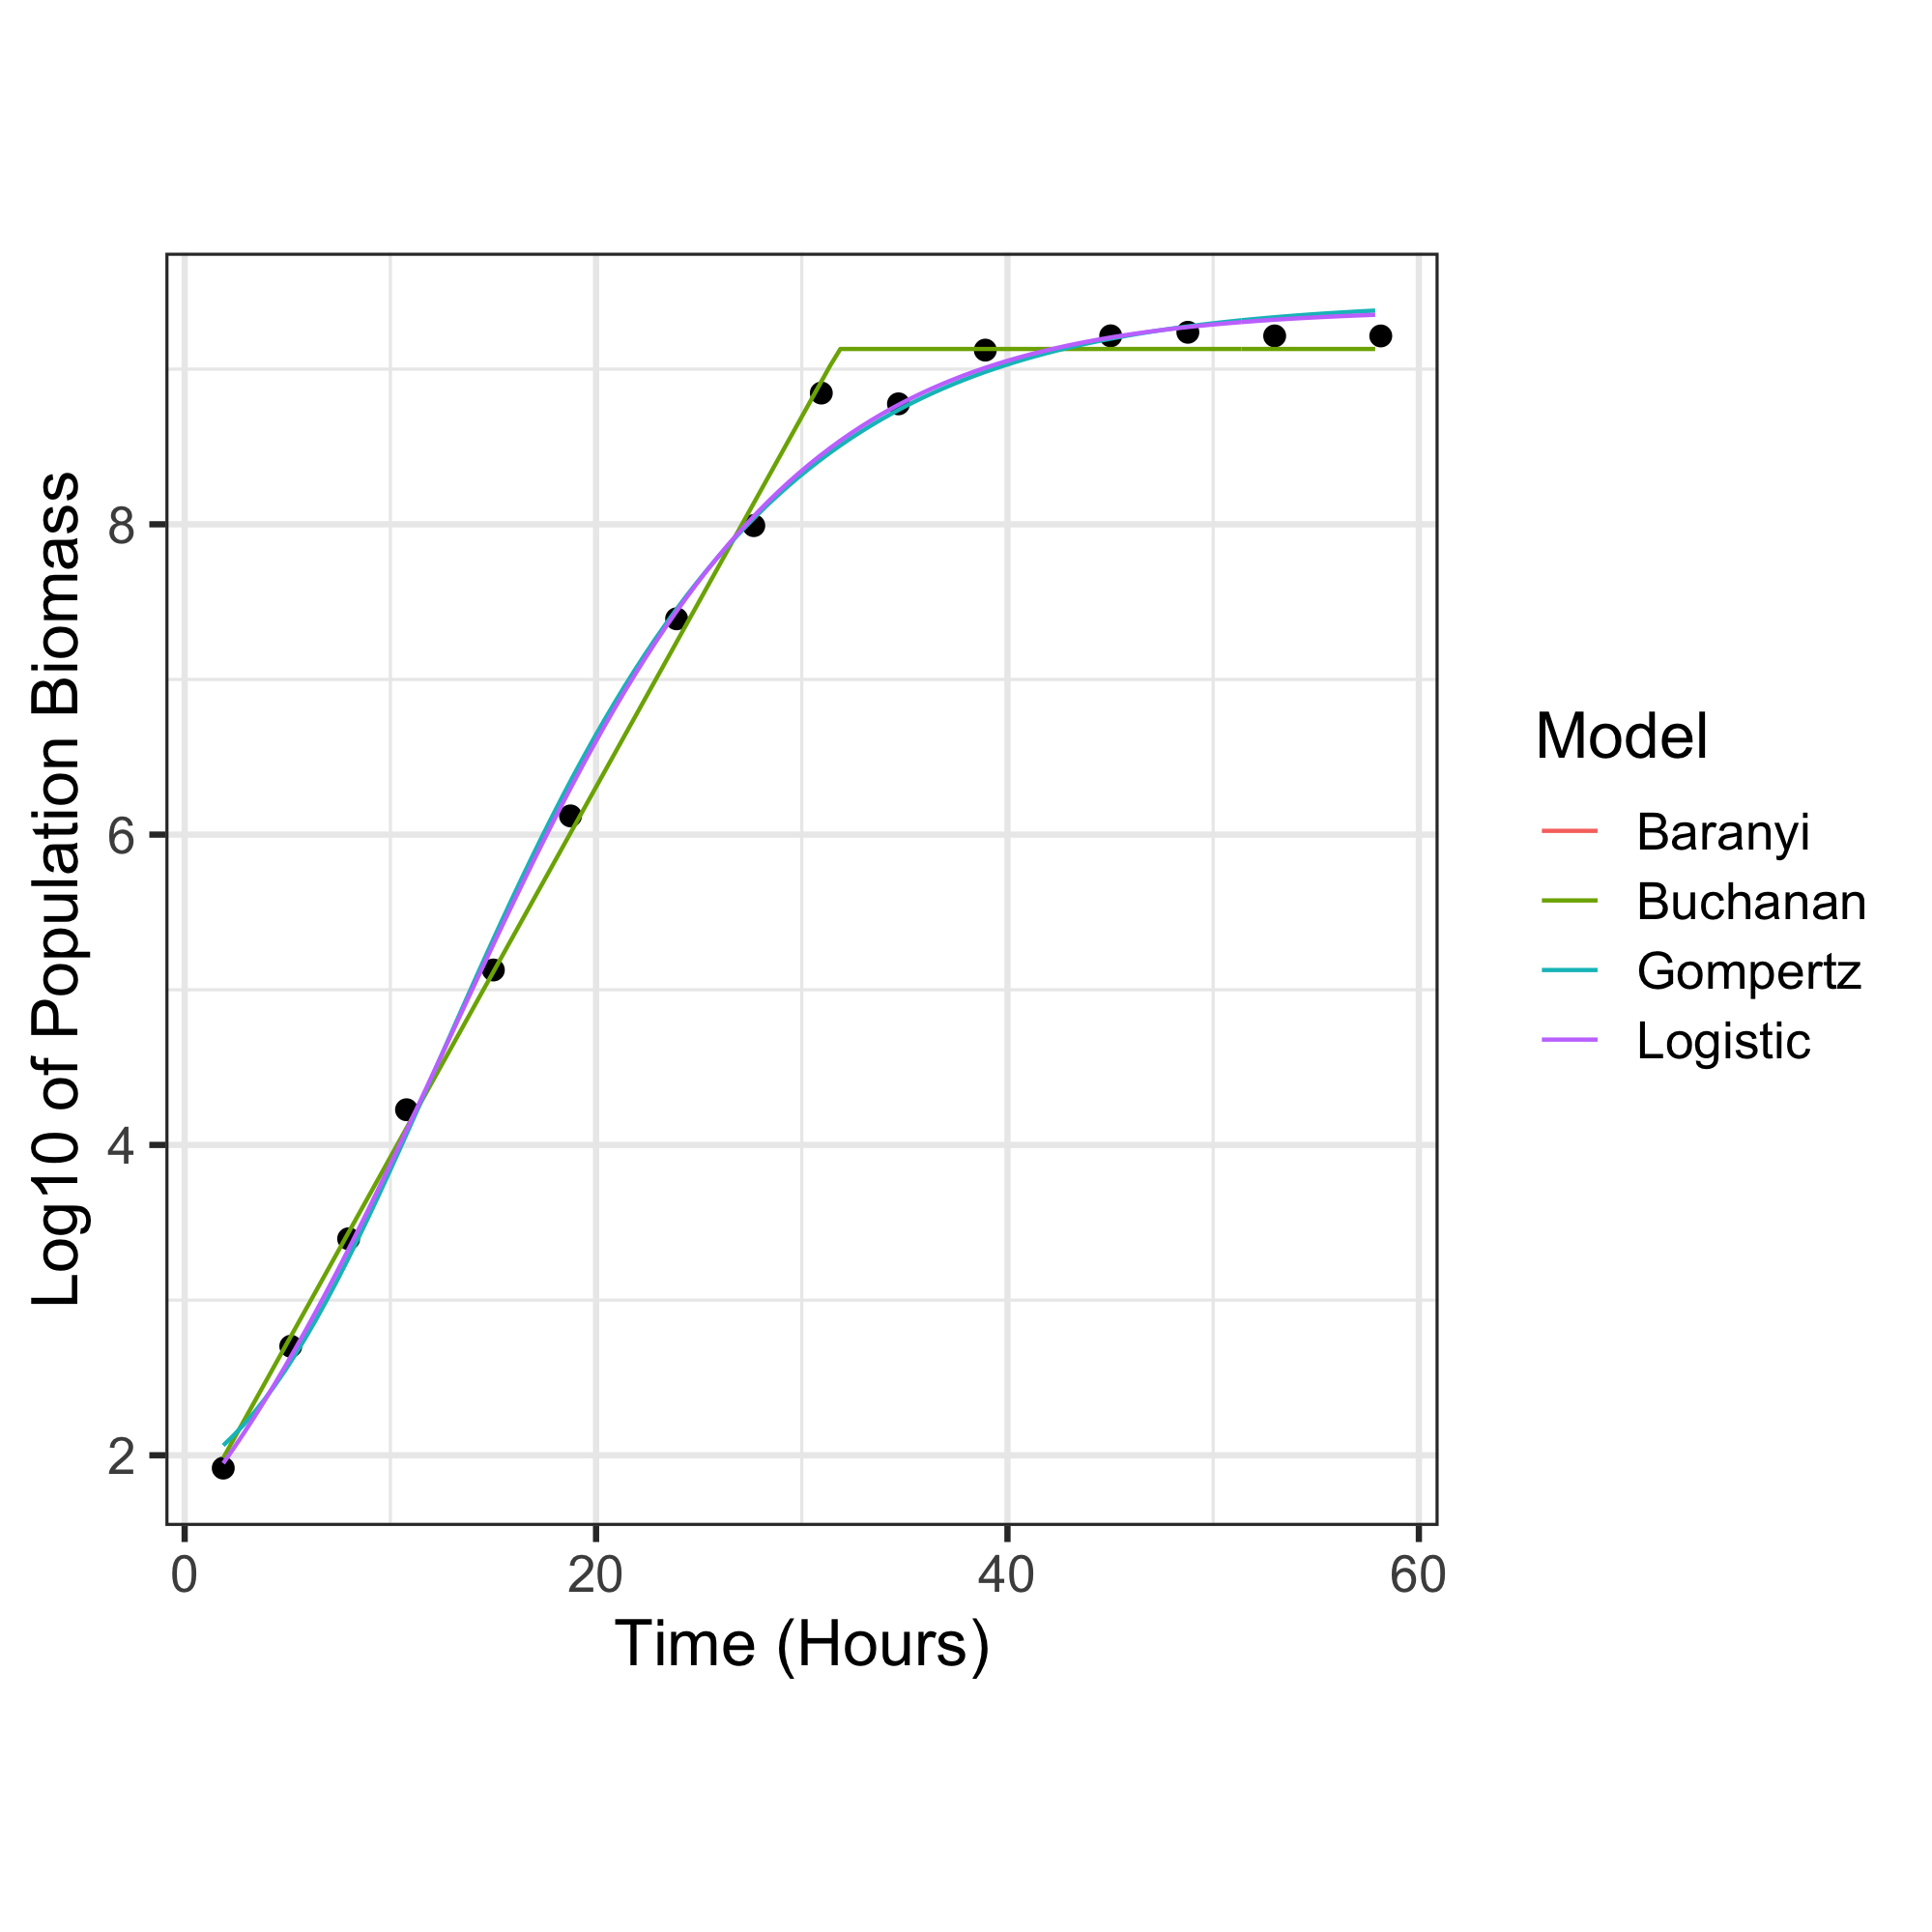 Log10 of Population Biomass
8
6
4
2
0 20 40 60
Time (Hours)
Model
Baranyi
Buchanan
Gompertz
Logistic